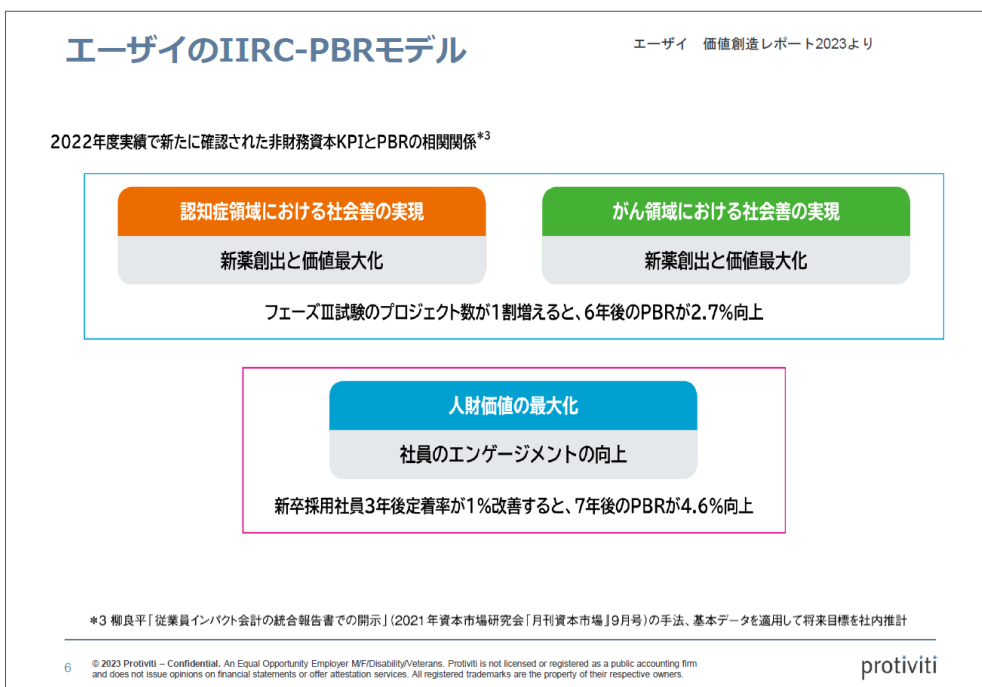 エーザイのIIRC-PBRモデル
エーザイ 価値創造レポート2023より
2022年度実績で新たに確認された非財務資本KPIとPBRの相関関係*3
認知症領域における社会善の実現
新薬創出と価値最大化
がん領域における社会善の実現
新薬創出と価値最大化
フェーズⅢ試験のプロジェクト数が1割増えると、6年後のPBRが2.7%向上
人財価値の最大化
社員のエンゲージメントの向上
新卒採用社員3年後定着率が1%改善すると、7年後のPBRが4.6%向上
*3 柳良平「従業員インパクト会計の統合報告書での開示」(2021年資本市場研究会「月刊資本市場」9月号)の手法、基本データを適用して将来目標を社内推計
6
© 2023 Protiviti – Confidential. An Equal Opportunity Employer M/F/Disability/Veterans. Protiviti is not licensed or registered as a public accounting firm
and does not issue opinions on financial statements or offer attestation services. All registered trademarks are the property of their respective owners.
protiviti